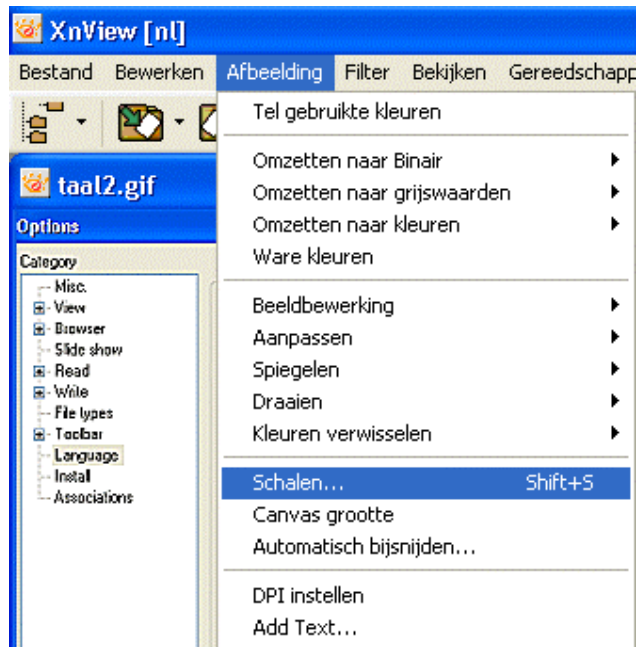 XnView [nl]
Bestand Bewerken Afbeelding Filter Bekijken Gereedschapp
taal2.gif
Options
Category
Misc.
View
Browser
Slide show
Read
Write
File types
Toolbar
Language
Install
Associations
Tel gebruikte kleuren
Omzetten naar Binair
Omzetten naar grijswaarden
Omzetten naar kleuren
Ware kleuren
Beeldbewerking
Aanpassen
Spiegelen
Draaien
Kleuren verwisselen
Schalen... Shift+S
Canvas grootte
Automatisch bijsnijden...
DPI instellen
Add Text...